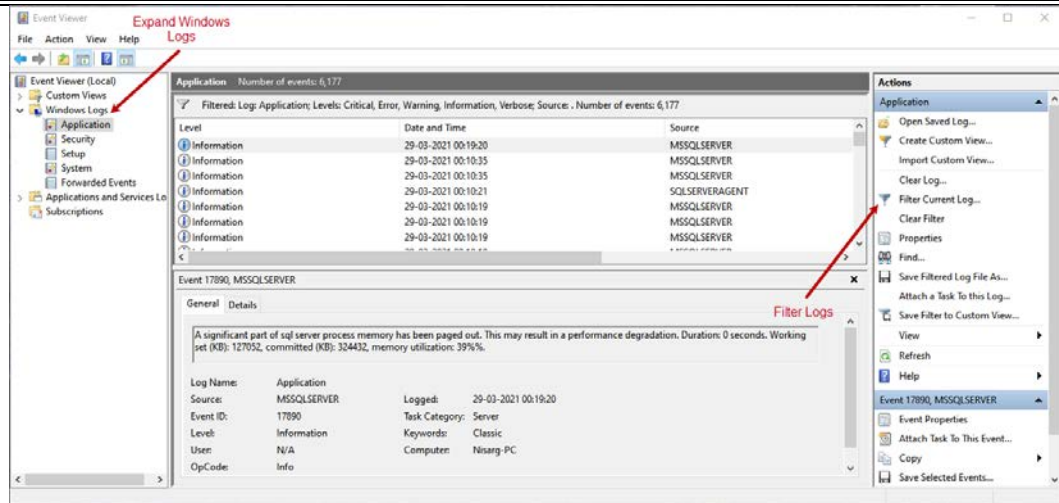 Event Viewer
Expand Windows
Logs
File Action View Help
Event Viewer (Local)
Custom Views
Windows Logs
Application
Security
Setup
System
Forwarded Events
Applications and Services Lo
Subscriptions
Application Number of events: 6,177
Filtered: Log: Application; Levels: Critical, Error, Warning, Information, Verbose; Source: . Number of events: 6,177
Level Date and Time Source
Information 29-03-2021 00:19:20 MSSQLSERVER
Information 29-03-2021 00:10:35 MSSQLSERVER
Information 29-03-2021 00:10:35 MSSQLSERVER
Information 29-03-2021 00:10:21 SQLSERVERAGENT
Information 29-03-2021 00:10:19 MSSQLSERVER
Information 29-03-2021 00:10:19 MSSQLSERVER
Information 29-03-2021 00:10:19 MSSQLSERVER
Event 17890, MSSQLSERVER
General Details
A significant part of sql server process memory has been paged out. This may result in a performance degradation. Duration: 0 seconds. Working
set (KB): 127052, committed (KB): 324432, memory utilization: 39%%.
Log Name: Application
Source: MSSQLSERVER Logged: 29-03-2021 00:19:20
Event ID: 17890 Task Category: Server
Level: Information Keywords: Classic
User: N/A Computer: Nisarg-PC
OpCode: Info
Filter Logs
Actions
Application
Open Saved Log...
Create Custom View...
Import Custom View...
Clear Log...
Filter Current Log...
Clear Filter
Properties
Find...
Save Filtered Log File As...
Attach a Task To this Log...
Save Filter to Custom View...
View
Refresh
Help
Event 17890, MSSQLSERVER
Event Properties
Attach Task To This Event...
Copy
Save Selected Events...